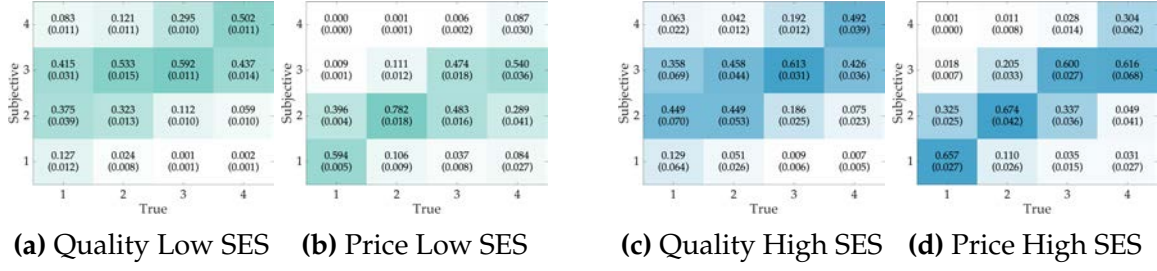 4 0.083 0.121 0.295 0.502
(0.011) (0.011) (0.010) (0.011)
3 0.415 0.533 0.592 0.437
(0.031) (0.015) (0.011) (0.014)
2 0.375 0.323 0.112 0.059
(0.039) (0.013) (0.010) (0.010)
1 0.127 0.024 0.001 0.002
(0.012) (0.008) (0.001) (0.001)
Subjective
1 2 3 4
True
(a) Quality Low SES
4 0.000 0.001 0.006 0.087
(0.000) (0.001) (0.002) (0.030)
3 0.009 0.111 0.474 0.540
(0.001) (0.012) (0.018) (0.036)
2 0.396 0.782 0.483 0.289
(0.004) (0.018) (0.016) (0.041)
1 0.594 0.106 0.037 0.084
(0.005) (0.009) (0.008) (0.027)
Subjective
1 2 3 4
True
(b) Price Low SES
4 0.063 0.042 0.192 0.492
(0.022) (0.012) (0.012) (0.039)
3 0.358 0.458 0.613 0.426
(0.069) (0.044) (0.031) (0.036)
2 0.449 0.449 0.186 0.075
(0.070) (0.053) (0.025) (0.023)
1 0.129 0.051 0.009 0.007
(0.064) (0.026) (0.006) (0.005)
Subjective
1 2 3 4
True
(c) Quality High SES
4 0.001 0.011 0.028 0.304
(0.000) (0.008) (0.014) (0.062)
3 0.018 0.205 0.600 0.616
(0.007) (0.033) (0.027) (0.068)
2 0.325 0.674 0.337 0.049
(0.025) (0.042) (0.036) (0.041)
1 0.657 0.110 0.035 0.031
(0.027) (0.026) (0.015) (0.027)
Subjective
1 2 3 4
True
(d) Price High SES